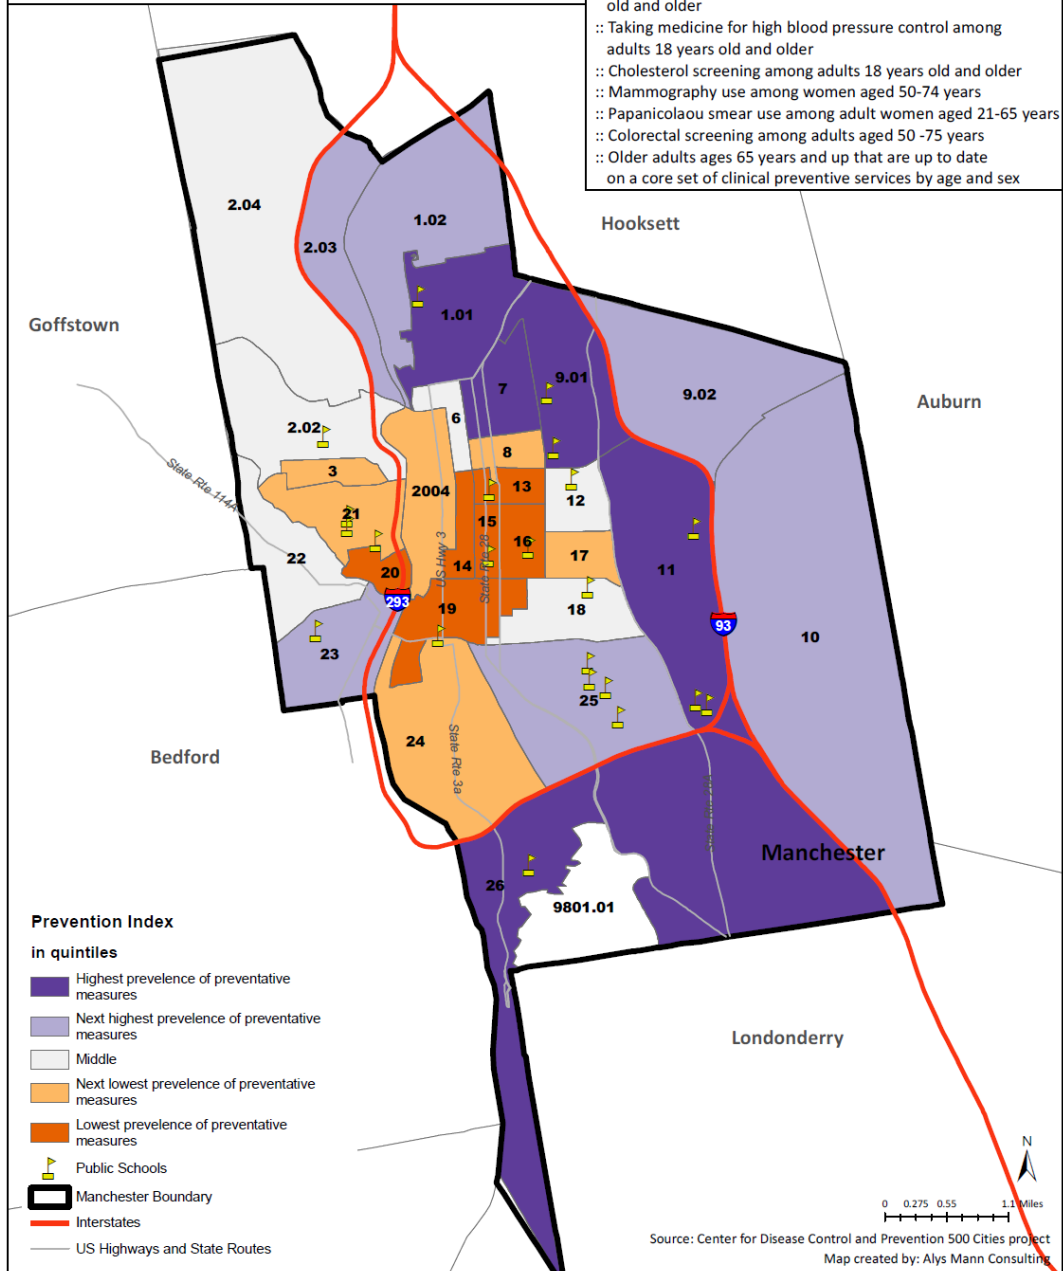 old and older
:: Taking medicine for high blood pressure control among
adults 18 years old and older
:: Cholesterol screening among adults 18 years old and older
:: Mammography use among women aged 50-74 years
:: Papanicolaou smear use among adult women aged 21-65 years
:: Colorectal screening among adults aged 50 -75 years
:: Older adults ages 65 years and up that are up to date
on a core set of clinical preventive services by age and sex
2.04
1.02
Hooksett
2.03
1.01
Goffstown
7
9.01
9.02
Auburn
6
2.02
8
3
State Rte 114A
2004
13
12
21
15
16
22
US Hwy 3
State Rte 28
17
20
14
11
293
19
18
93
10
23
25
24
Bedford
State Rte 3a
Manchester
26
9801.01
Prevention Index
in quintiles
Highest prevelence of preventative
measures
Next highest prevelence of preventative
measures
Middle
Next lowest prevelence of preventative
measures
Lowest prevelence of preventative
measures
Public Schools
Manchester Boundary
Interstates
US Highways and State Routes
Londonderry
N
0 0.275 0.55 1.1 Miles
Source: Center for Disease Control and Prevention 500 Cities project
Map created by: Alys Mann Consulting